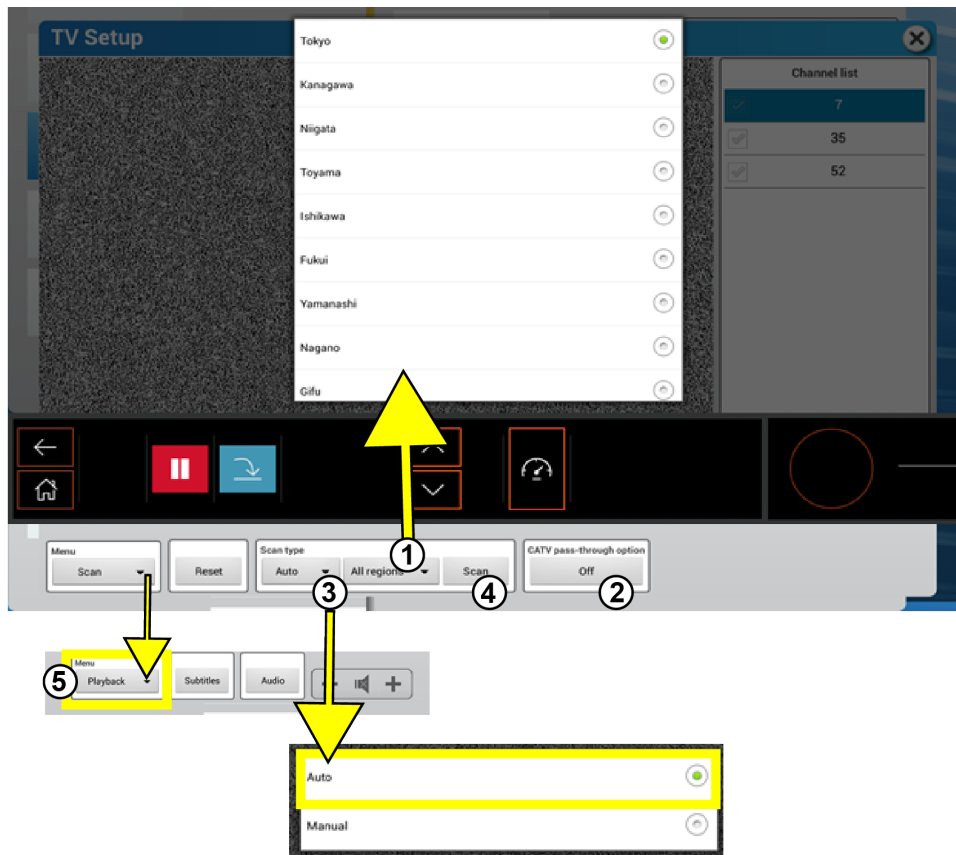 TV Setup
Tokyo
Kanagawa
Niigata
Toyama
Ishikawa
Fukui
Yamanashi
Nagano
Gifu
Channel list
7
35
52
Menu
Scan
Reset
Scan type
Auto
All regions
Scan
CATV pass-through option
Off
1
3
4
2
5
Menu
Playback
Subtitles
Audio
Auto
Manual